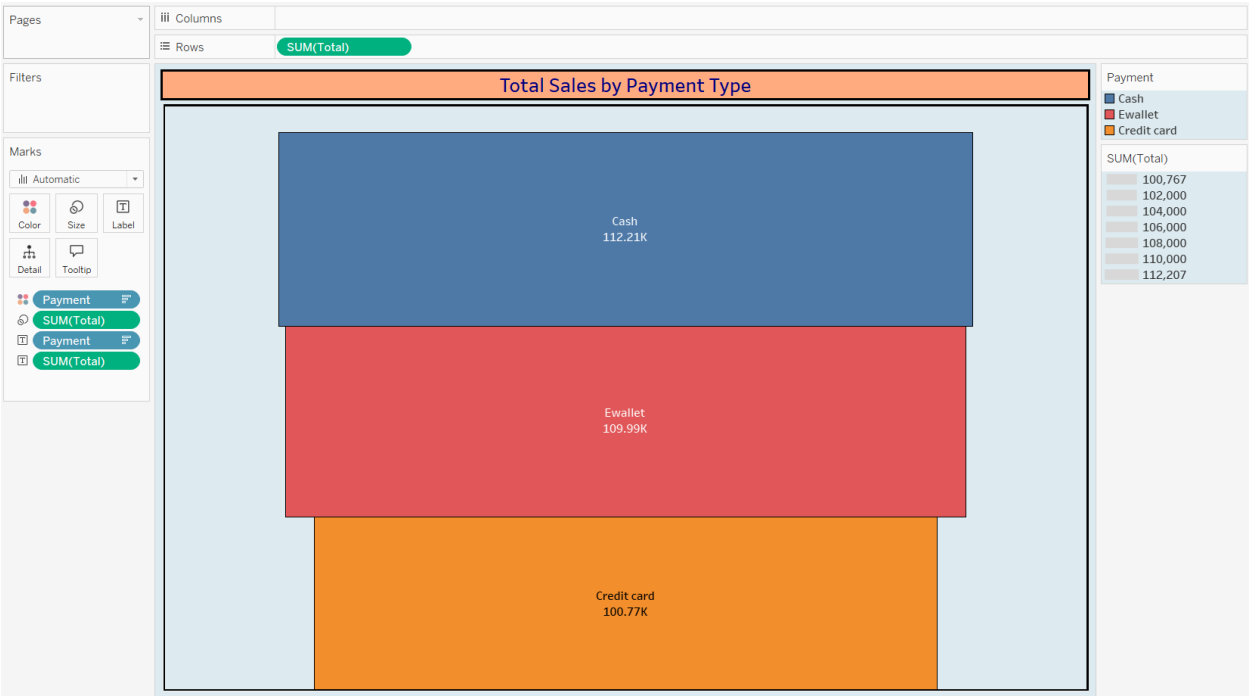 Pages
Columns
Rows
SUM(Total)
Filters
Marks
Automatic
Color
Size
Label
Detail
Tooltip
Payment
SUM(Total)
Payment
SUM(Total)
Total Sales by Payment Type
Cash
112.21K
Ewallet
109.99K
Credit card
100.77K
Payment
Cash
Ewallet
Credit card
SUM(Total)
100,767
102,000
104,000
106,000
108,000
110,000
112,207